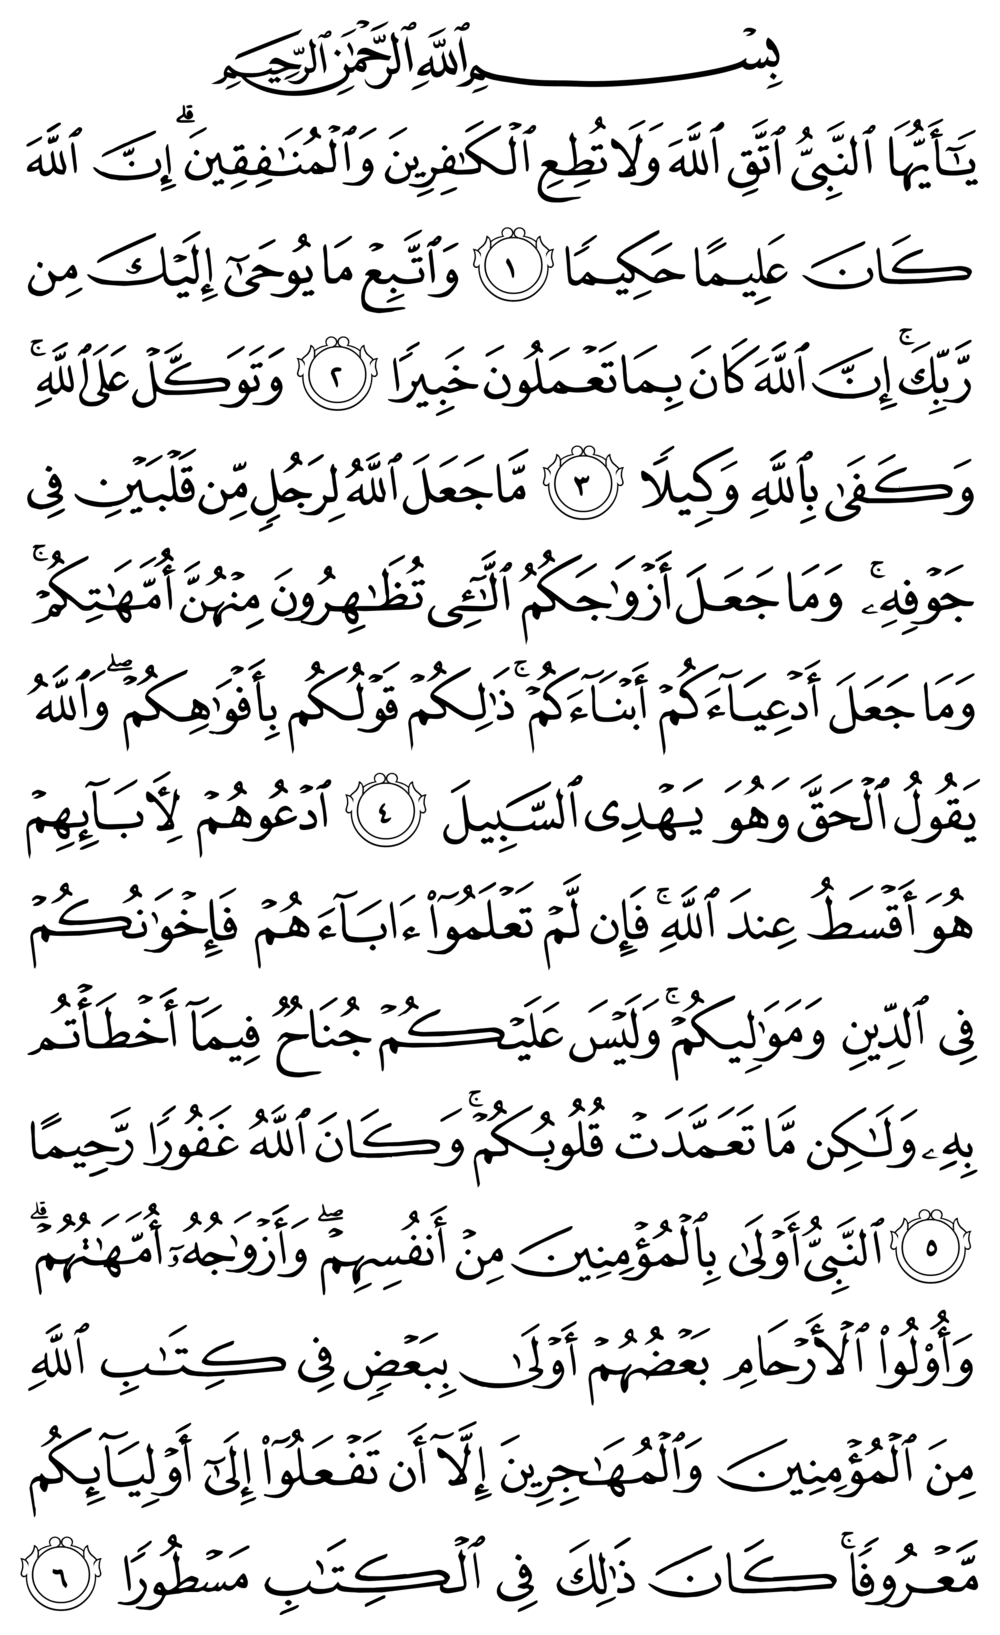 بِسۡمِ ٱللَّهِ ٱلرَّحۡمَٰنِ ٱلرَّحِيمِ
يَـٰٓأَيُّهَا ٱلنَّبِىُّ ٱتَّقِ ٱللَّهَ وَلَا تُطِعِ ٱلۡكَـٰفِرِينَ وَٱلۡمُنَـٰفِقِينَۗ إِنَّ ٱللَّهَ
كَانَ عَلِيمًا حَكِيمًا ١ وَٱتَّبِعۡ مَا يُوحَىٰٓ إِلَيۡكَ مِن
رَّبِّكَۚ إِنَّ ٱللَّهَ كَانَ بِمَا تَعۡمَلُونَ خَبِيرًا ٢ وَتَوَكَّلۡ عَلَى ٱللَّهِۚ
وَكَفَىٰ بِٱللَّهِ وَكِيلًا ٣ مَّا جَعَلَ ٱللَّهُ لِرَجُلٍ مِّن قَلۡبَيۡنِ فِى
جَوۡفِهِۦۚ وَمَا جَعَلَ أَزۡوَٰجَكُمُ ٱلَّـٰٓـِٔى تُظَـٰهِرُونَ مِنۡهُنَّ أُمَّهَـٰتِكُمۡۚ
وَمَا جَعَلَ أَدۡعِيَآءَكُمۡ أَبۡنَآءَكُمۡۚ ذَٰلِكُمۡ قَوۡلُكُم بِأَفۡوَٰهِكُمۡۖ وَٱللَّهُ
يَقُولُ ٱلۡحَقَّ وَهُوَ يَهۡدِى ٱلسَّبِيلَ ٤ ٱدۡعُوهُمۡ لِأَبَآئِهِمۡ
هُوَ أَقۡسَطُ عِندَ ٱللَّهِۚ فَإِن لَّمۡ تَعۡلَمُوٓا۟ ءَابَآءَهُمۡ فَإِخۡوَٰنُكُمۡ
فِى ٱلدِّينِ وَمَوَٰلِيكُمۡۚ وَلَيۡسَ عَلَيۡكُمۡ جُنَاحٌ فِيمَآ أَخۡطَأۡتُم
بِهِۦ وَلَـٰكِن مَّا تَعَمَّدَتۡ قُلُوبُكُمۡۚ وَكَانَ ٱللَّهُ غَفُورًا رَّحِيمًا
٥ ٱلنَّبِىُّ أَوۡلَىٰ بِٱلۡمُؤۡمِنِينَ مِنۡ أَنفُسِهِمۡۖ وَأَزۡوَٰجُهُۥٓ أُمَّهَـٰتُهُمۡۗ
وَأُو۟لُوا۟ ٱلۡأَرۡحَامِ بَعۡضُهُمۡ أَوۡلَىٰ بِبَعۡضٍ فِى كِتَـٰبِ ٱللَّهِ
مِنَ ٱلۡمُؤۡمِنِينَ وَٱلۡمُهَـٰجِرِينَ إِلَّآ أَن تَفۡعَلُوٓا۟ إِلَىٰٓ أَوۡلِيَآئِكُم
مَّعۡرُوفًاۚ كَانَ ذَٰلِكَ فِى ٱلۡكِتَـٰبِ مَسۡطُورًا ٦